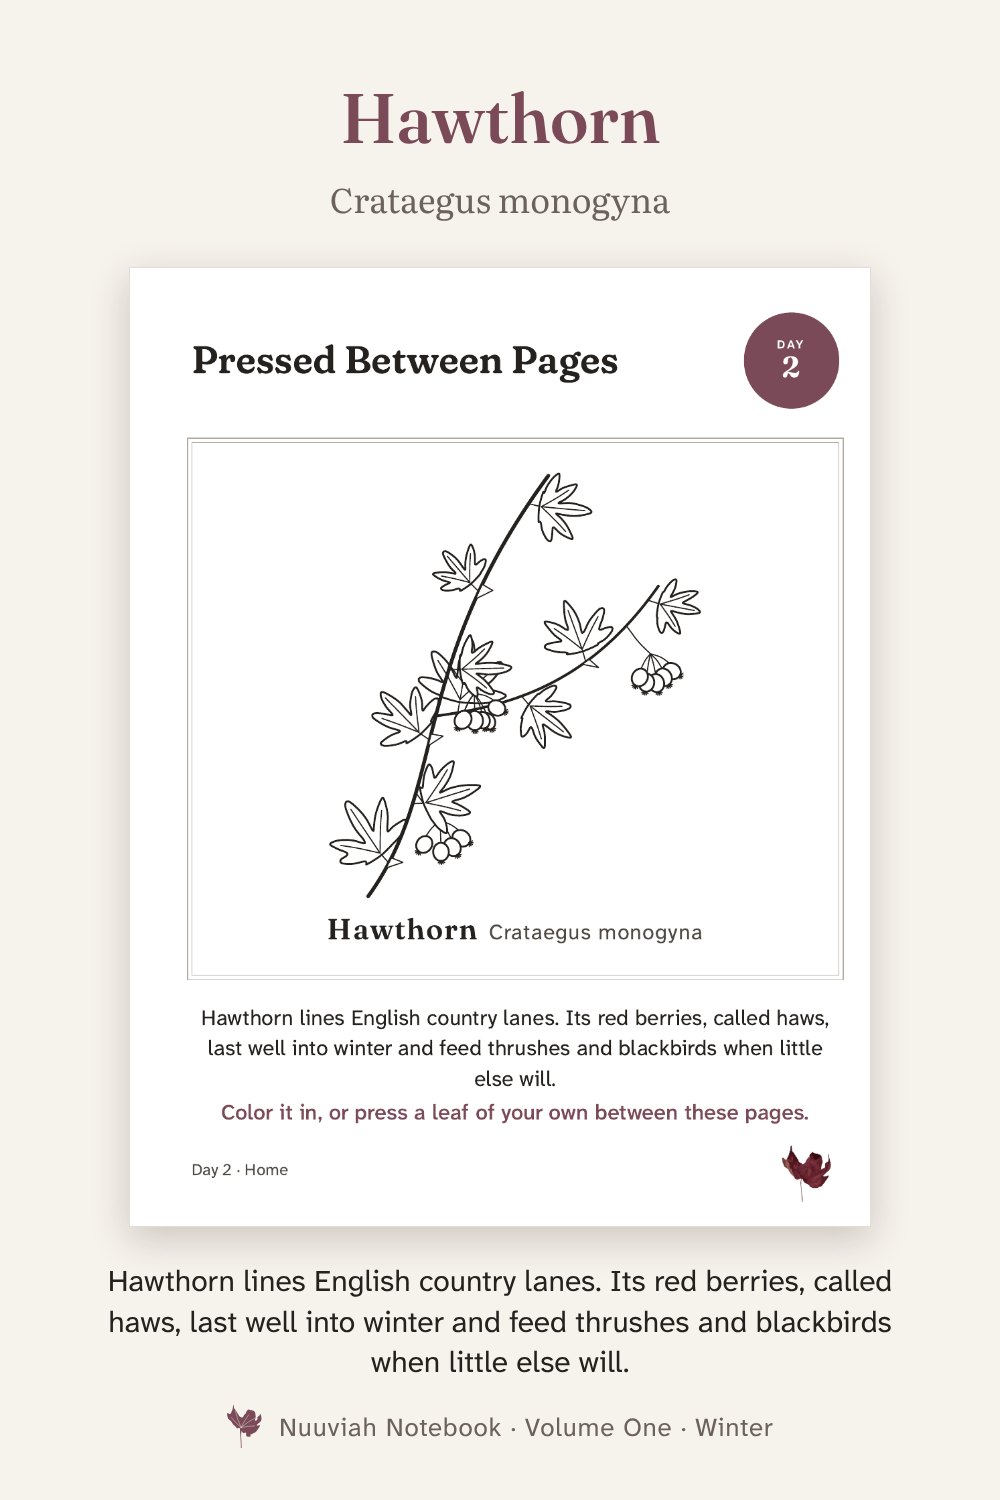 Hawthorn
Crataegus monogyna
Pressed Between Pages
DAY
2
Hawthorn Crataegus monogyna
Hawthorn lines English country lanes. Its red berries, called haws,
last well into winter and feed thrushes and blackbirds when little
else will.
Color it in, or press a leaf of your own between these pages.
Day 2 · Home
Hawthorn lines English country lanes. Its red berries, called
haws, last well into winter and feed thrushes and blackbirds
when little else will.
Nuuviah Notebook · Volume One · Winter